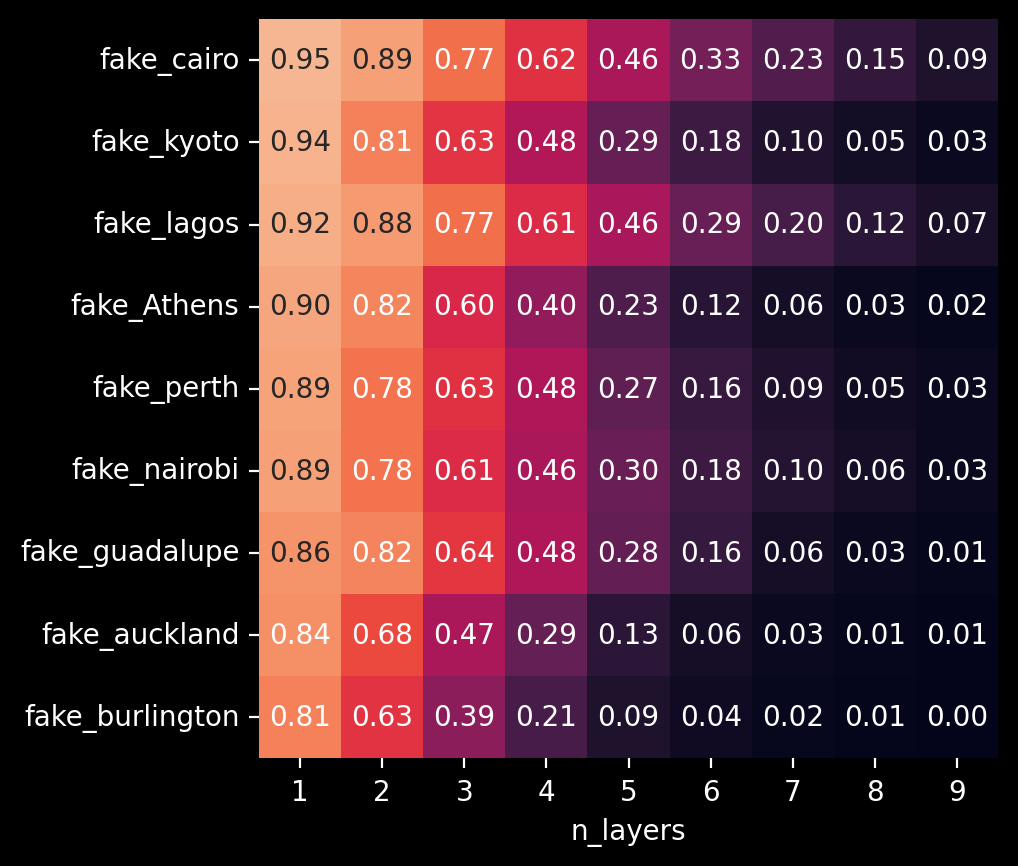 fake_cairo 0.95 0.89 0.77 0.62 0.46 0.33 0.23 0.15 0.09
fake_kyoto 0.94 0.81 0.63 0.48 0.29 0.18 0.10 0.05 0.03
fake_lagos 0.92 0.88 0.77 0.61 0.46 0.29 0.20 0.12 0.07
fake_Athens 0.90 0.82 0.60 0.40 0.23 0.12 0.06 0.03 0.02
fake_perth 0.89 0.78 0.63 0.48 0.27 0.16 0.09 0.05 0.03
fake_nairobi 0.89 0.78 0.61 0.46 0.30 0.18 0.10 0.06 0.03
fake_guadalupe 0.86 0.82 0.64 0.48 0.28 0.16 0.06 0.03 0.01
fake_auckland 0.84 0.68 0.47 0.29 0.13 0.06 0.03 0.01 0.01
fake_burlington 0.81 0.63 0.39 0.21 0.09 0.04 0.02 0.01 0.00
1 2 3 4 5 6 7 8 9
n_layers